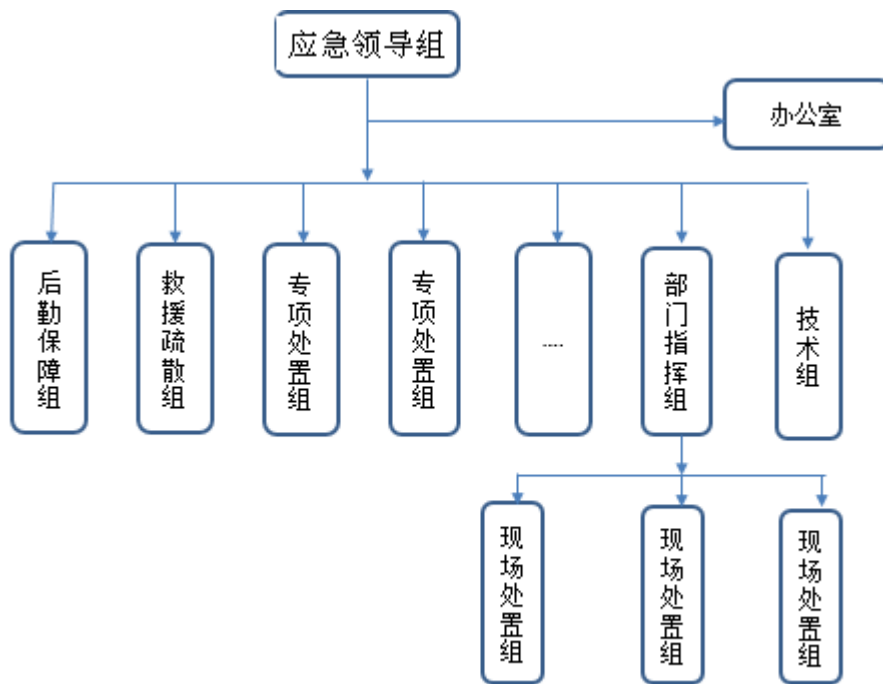 应急领导组
办公室
后勤保障组
救援疏散组
专项处置组
专项处置组
....
部门指挥组
技术组
现场处置组
现场处置组
现场处置组